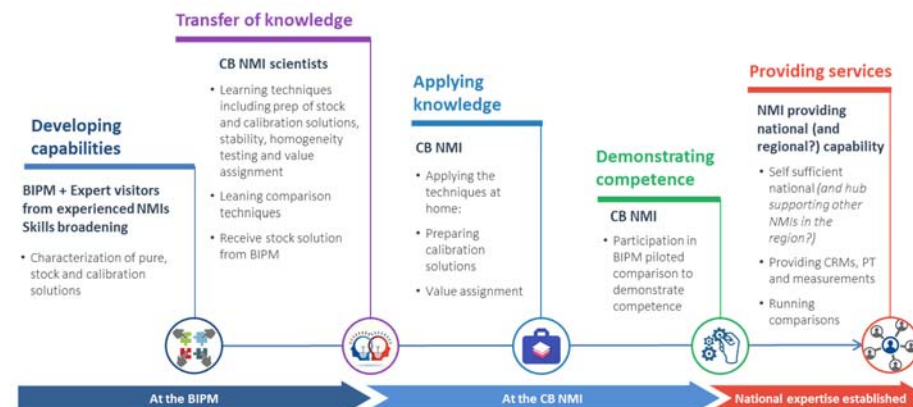 Developing
capabilities
BIPM + Expert visitors
from experienced NMIs
Skills broadening
• Characterization of pure,
stock and calibration
solutions
Transfer of knowledge
CB NMI scientists
• Learning techniques
including prep of stock
and calibration solutions,
stability, homogeneity
testing and value
assignment
• Leaning comparison
techniques
• Receive stock solution
from BIPM
Applying
knowledge
CB NMI
• Applying the
techniques at
home:
• Preparing
calibration
solutions
• Value assignment
Demonstrating
competence
CB NMI
• Participation in
BIPM piloted
comparison to
demonstrate
competence
Providing services
NMI providing
national (and
regional?) capability
• Self sufficient
national (and hub
supporting other
NMIs in the
region?)
• Providing CRMs, PT
and measurements
• Running
comparisons
At the BIPM
At the CB NMI
National expertise established